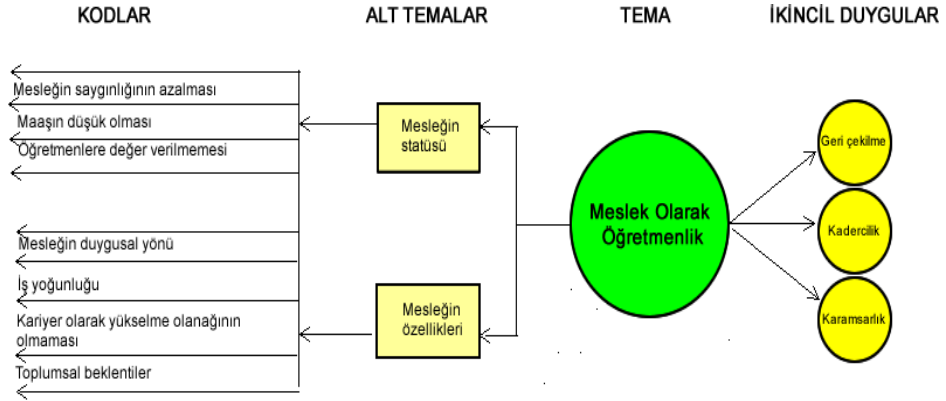 KODLAR
ALT TEMALAR
TEMA
İKİNCİL DUYGULAR
Mesleğin saygınlığının azalması
Maaşın düşük olması
Öğretmenlere değer verilmemesi
Mesleğin duygusal yönü
İş yoğunluğu
Kariyer olarak yükselme olanağının
olmaması
Toplumsal beklentiler
Mesleğin
statüsü
Mesleğin
özellikleri
Meslek Olarak
Öğretmenlik
Geri çekilme
Kadercilik
Karamsarlık